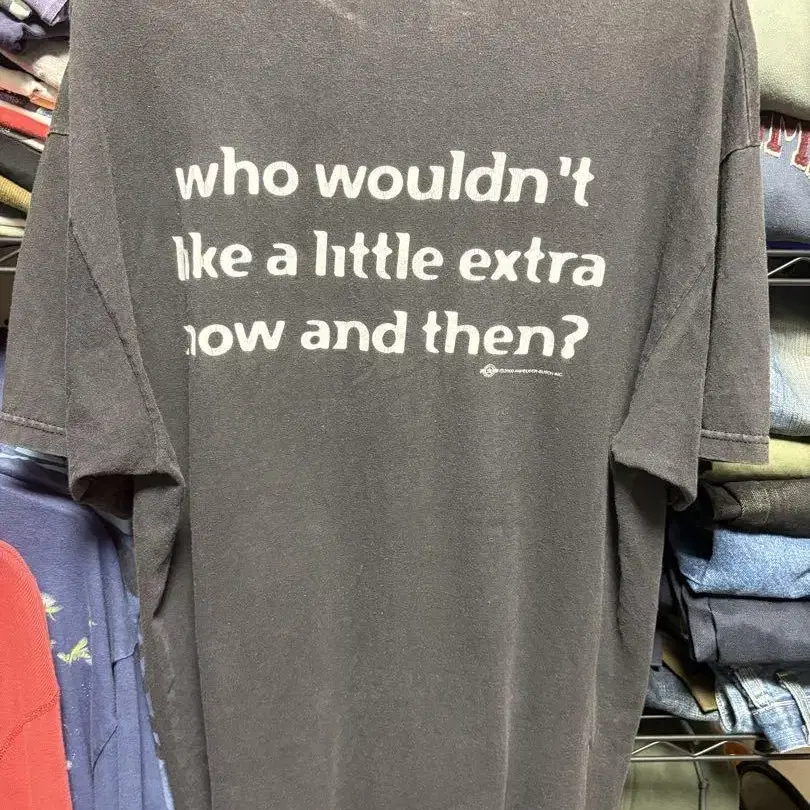 who wouldn't
like a little extra
now and then?